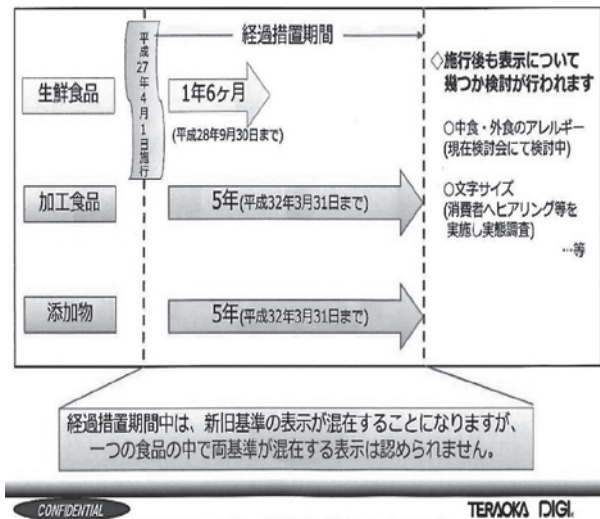 経過措置期間
平成27年4月1日施行
生鮮食品
1年6ヶ月
(平成28年9月30日まで)
加工食品
5年(平成32年3月31日まで)
添加物
5年(平成32年3月31日まで)
◇施行後も表示について
幾つか検討が行われます
○中食・外食のアレルギー
(現在検討会にて検討中)
○文字サイズ
(消費者へヒアリング等を
実施し実態調査)
…等
経過措置期間中は、新旧基準の表示が混在することになりますが、
一つの食品の中で両基準が混在する表示は認められません。
CONFIDENTIAL
TERAOKA DIGI.